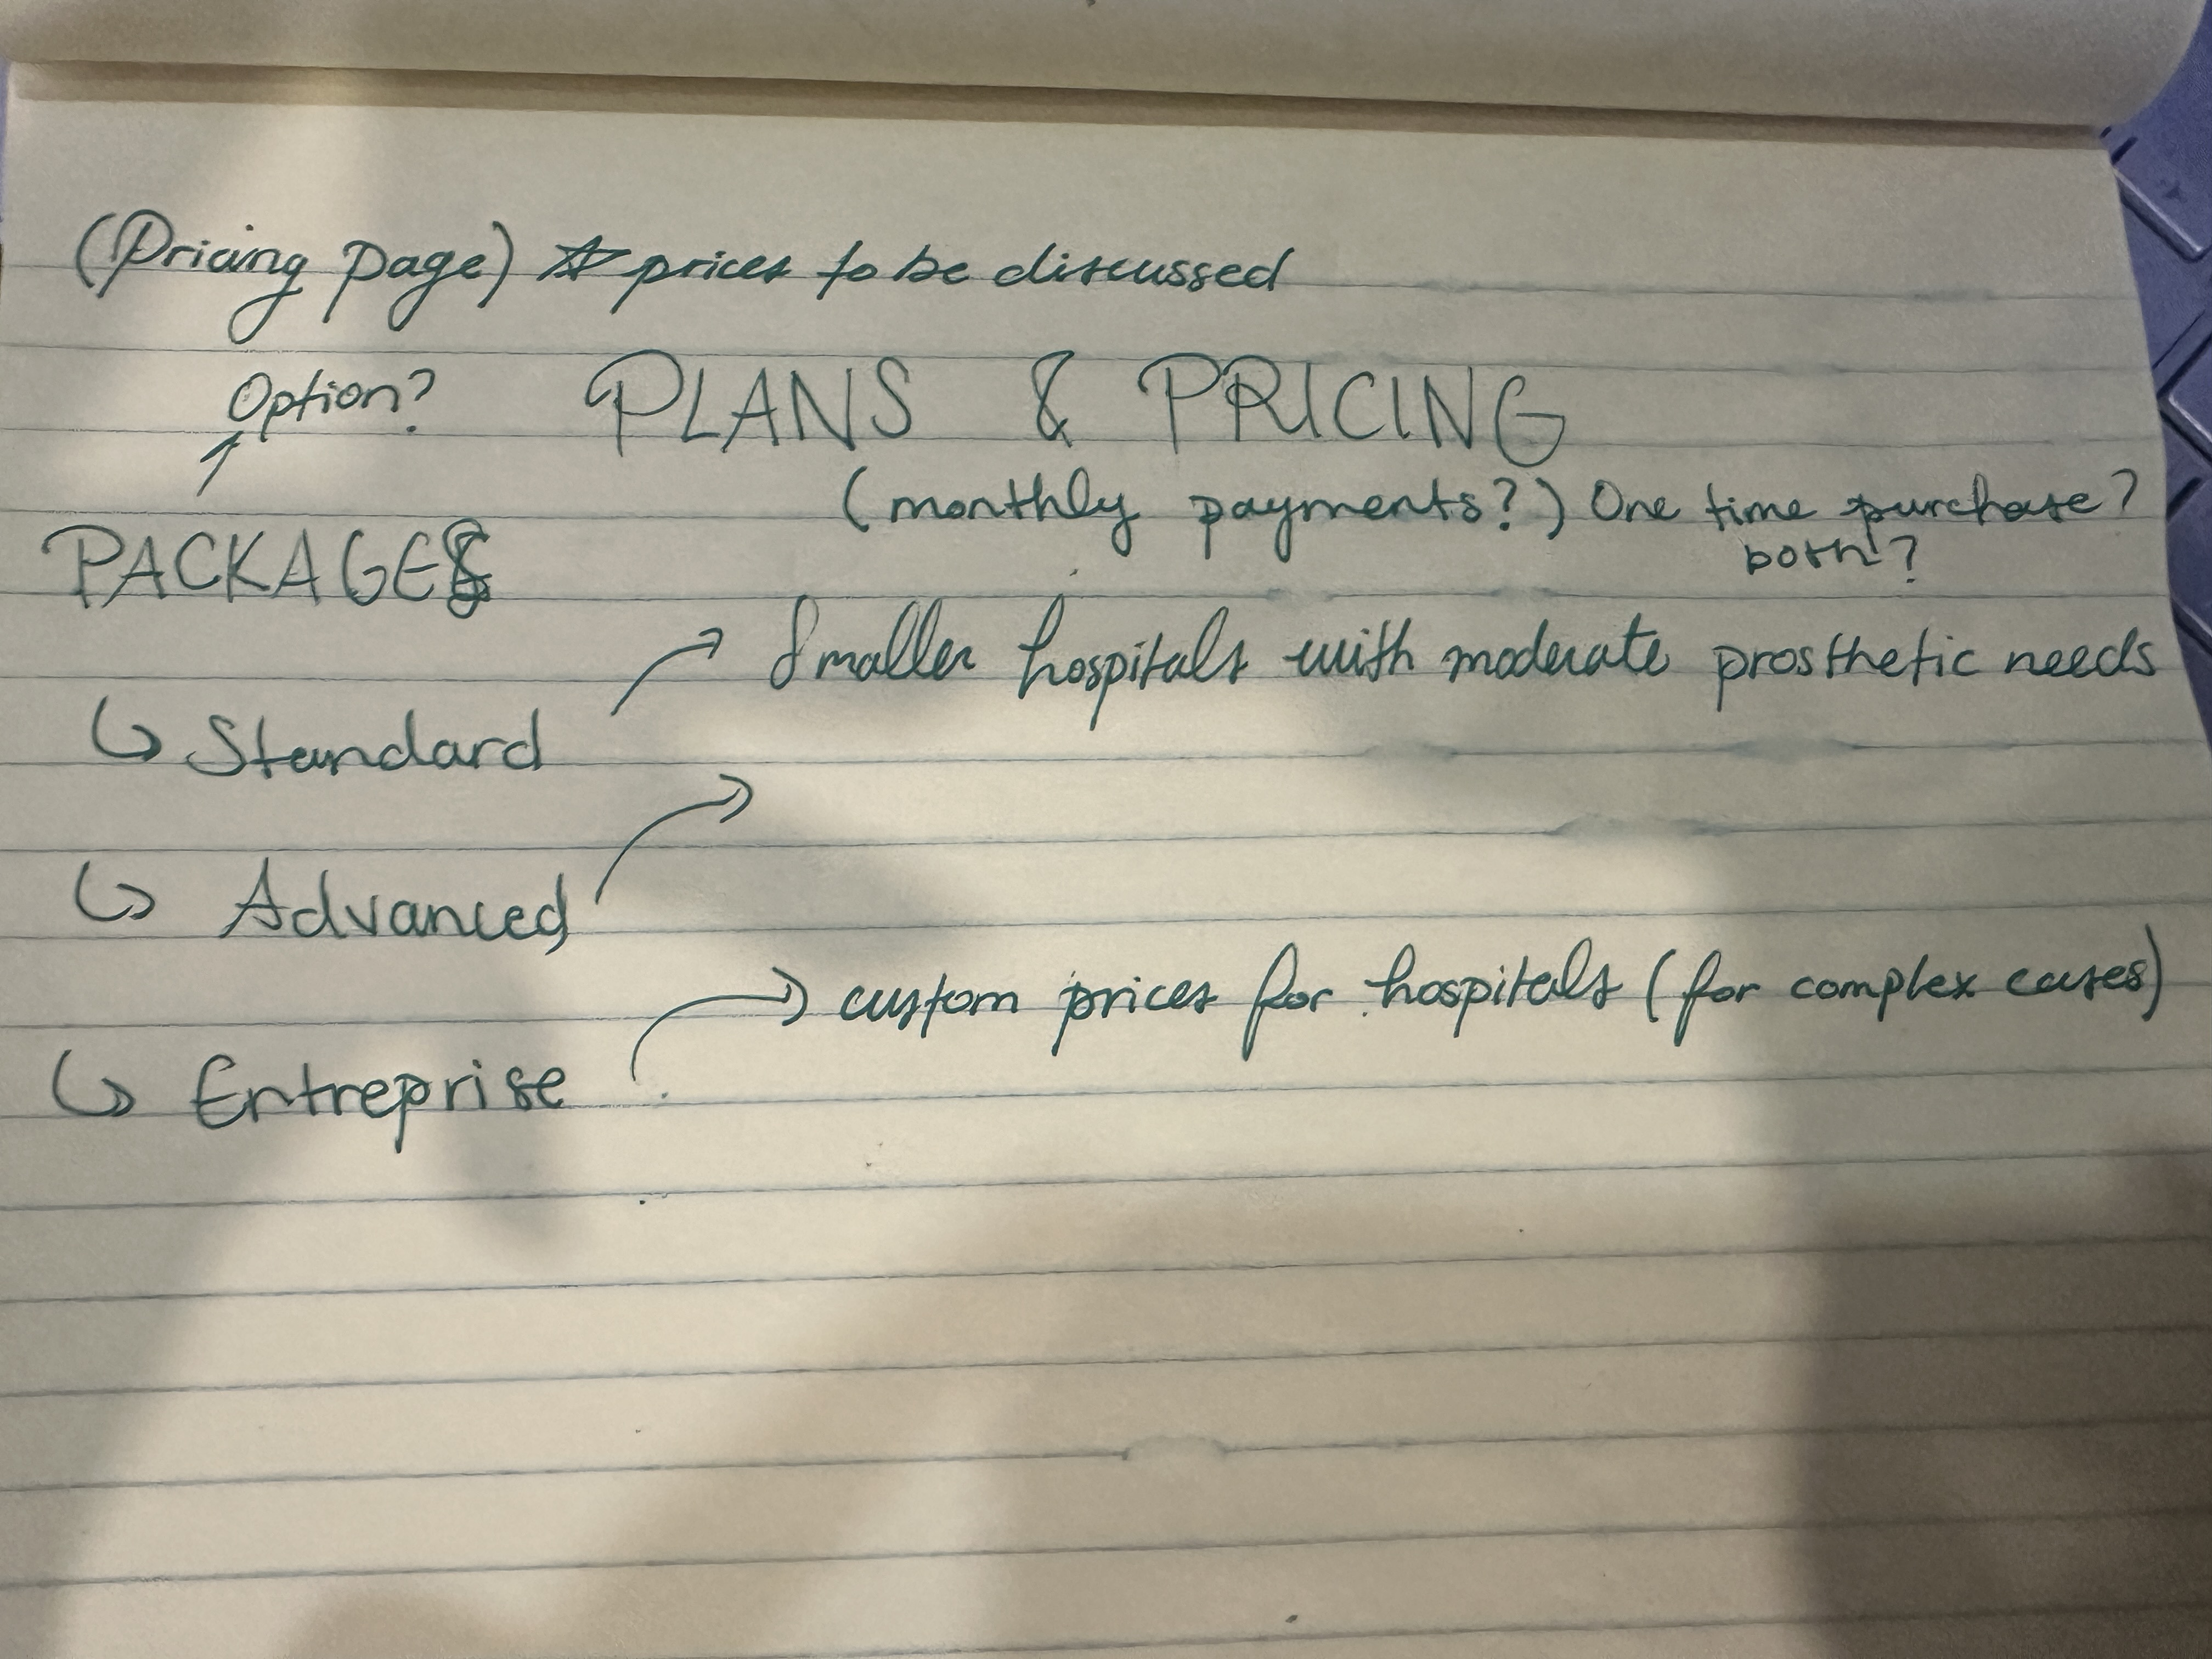 (Pricing Page) * prices to be discussed
Option? PLANS & PRICING
(monthly payments?) One time purchase?
both?
PACKAGES
↳ Standard → Smaller hospitals with moderate prosthetic needs
↳ Advanced →
↳ Entreprise → custom prices for hospitals (for complex cases)